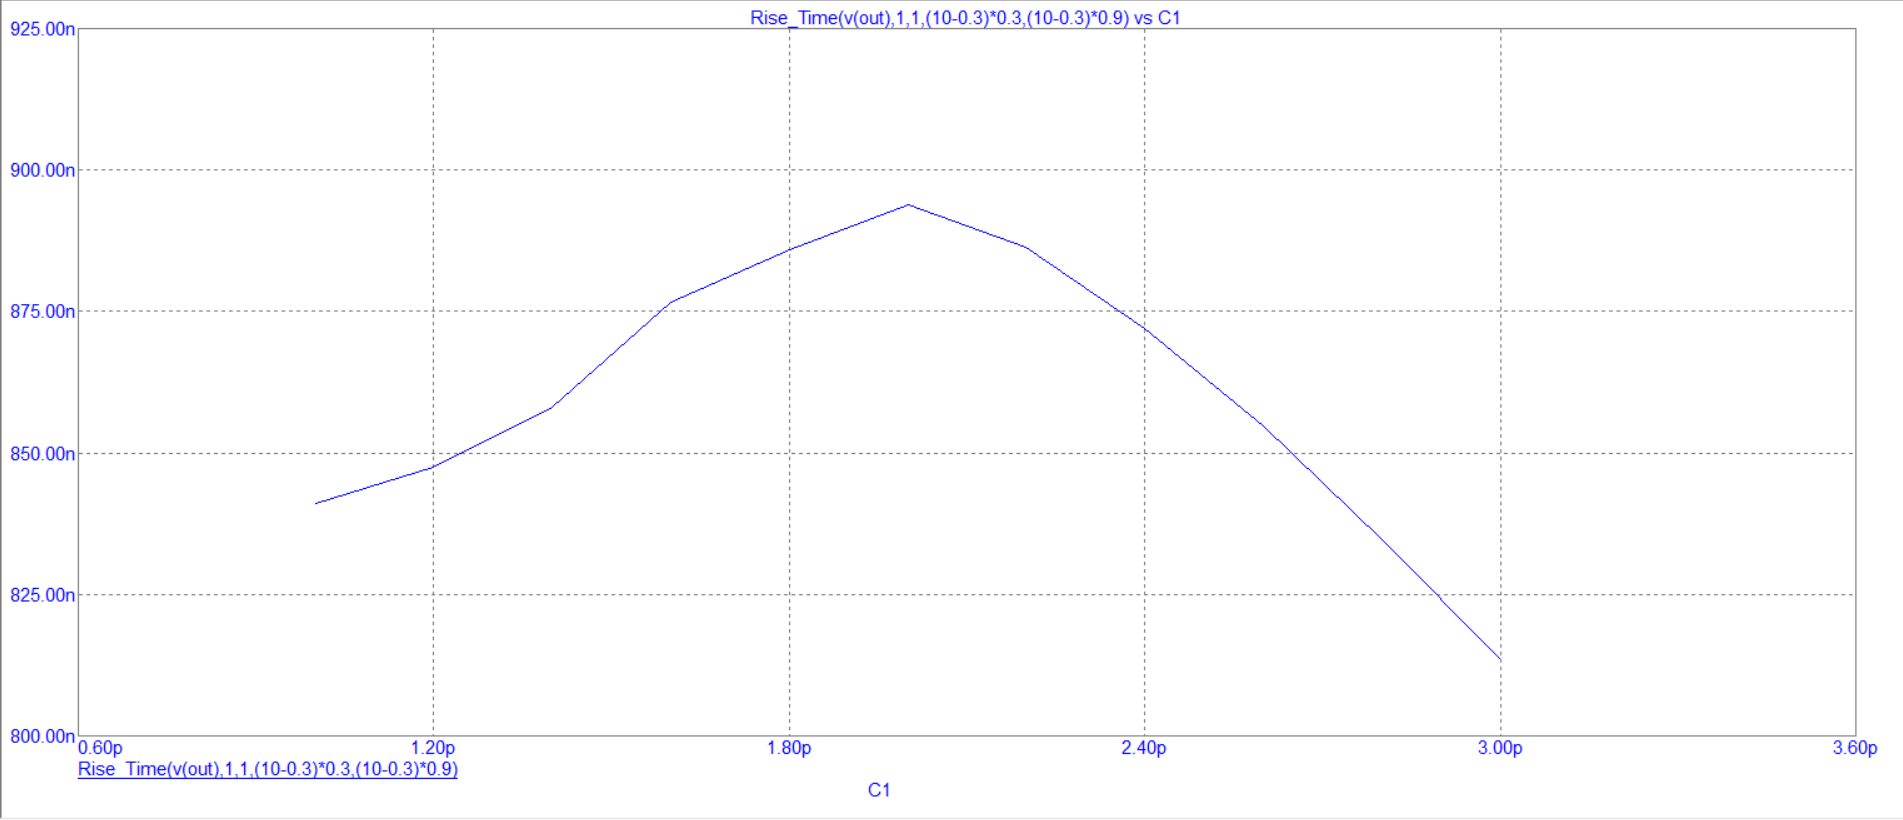 Rise_Time(v(out),1,1,(10-0.3)*0.3,(10-0.3)*0.9) vs C1
925.00n
900.00n
875.00n
850.00n
825.00n
800.00n
0.60p 1.20p 1.80p 2.40p 3.00p 3.60p
Rise_Time(v(out),1,1,(10-0.3)*0.3,(10-0.3)*0.9)
C1